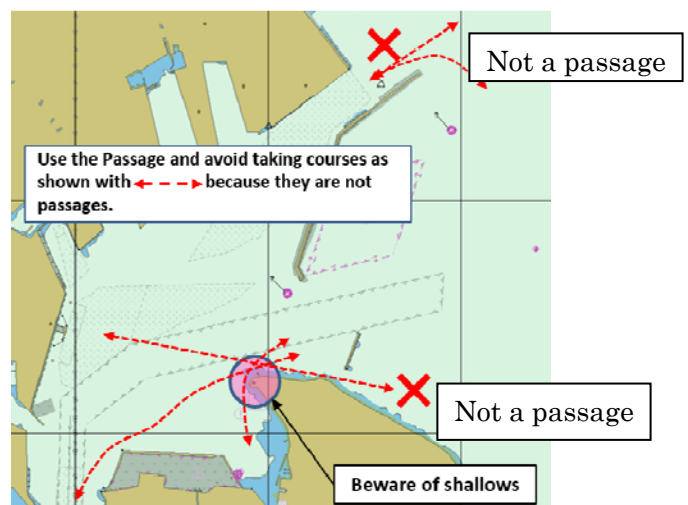 Not a passage
Use the Passage and avoid taking courses as
shown with because they are not
passages.
Not a passage
Beware of shallows